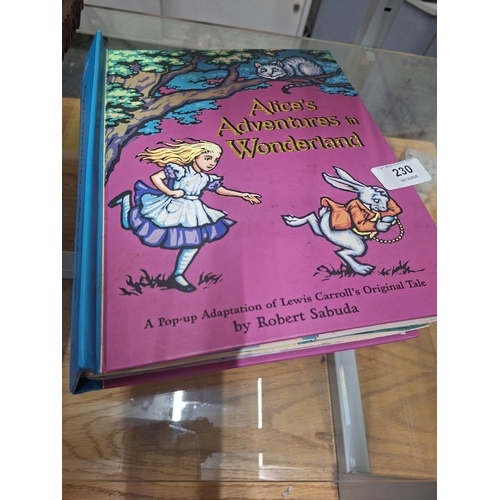 Alice's
Adventures in
Wonderland
230
A Pop-up Adaptation of Lewis Carroll's Original Tale
by Robert Sabuda